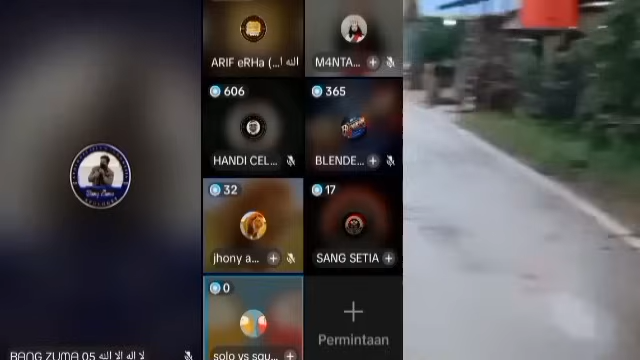 ARIF eRHa (...الله ا
M4NTA...
606
365
HANDI CEL...
BLENDE...
32
17
jhony a...
SANG SETIA
0
Permintaan
BANG ZUMA 05 لا اله الا الله
solo vs squ...